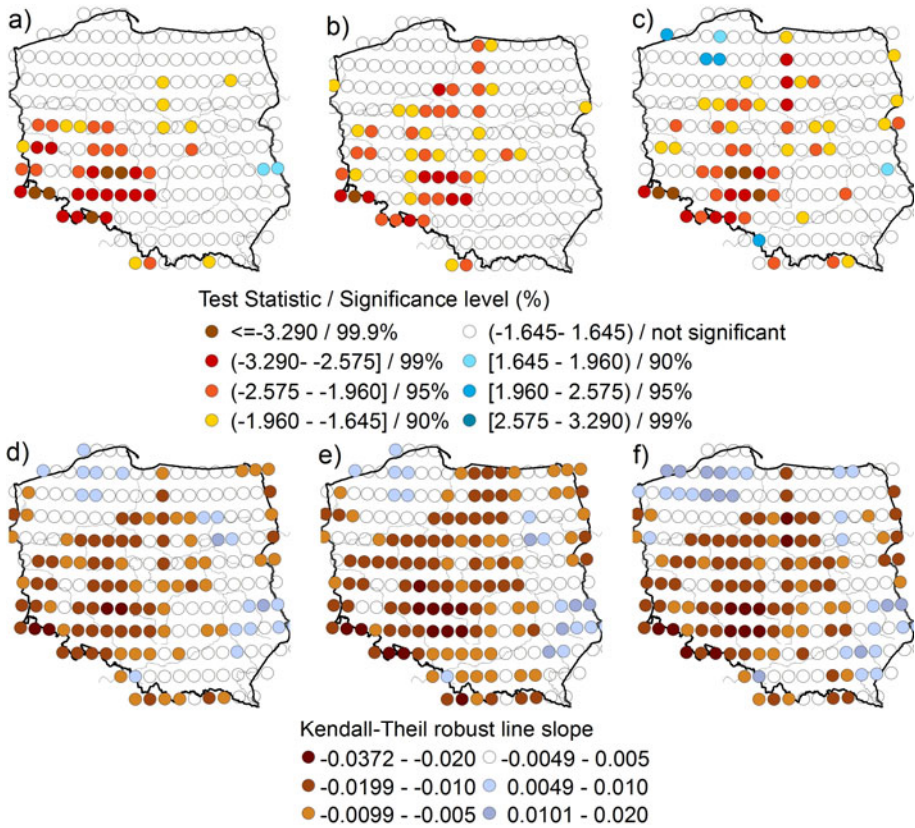 a)
b)
c)
Test Statistic / Significance level (%)
<=-3.290 / 99.9%
(-1.645- 1.645) / not significant
(-3.290- -2.575] / 99%
[1.645 - 1.960) / 90%
(-2.575 - -1.960] / 95%
[1.960 - 2.575) / 95%
(-1.960 - -1.645] / 90%
[2.575 - 3.290) / 99%
d)
e)
f)
Kendall-Theil robust line slope
-0.0372 - -0.020
-0.0049 - 0.005
-0.0199 - -0.010
0.0049 - 0.010
-0.0099 - -0.005
0.0101 - 0.020